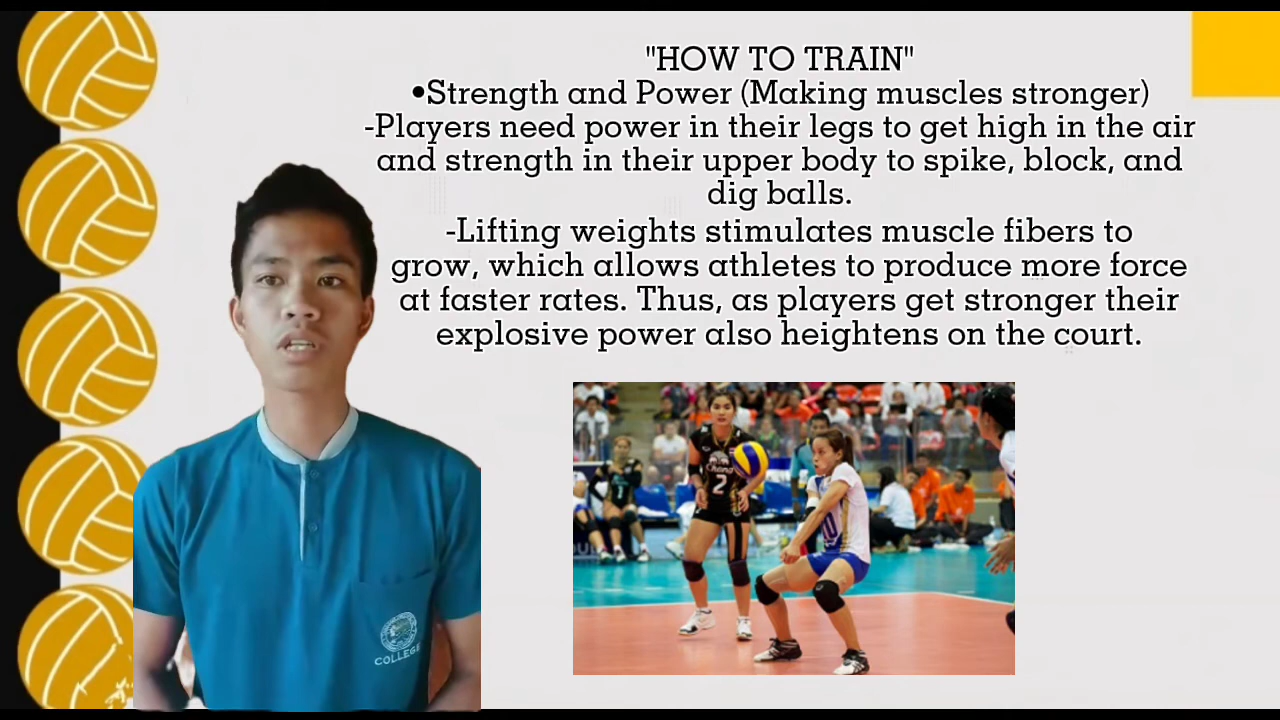 "HOW TO TRAIN"
•Strength and Power (Making muscles stronger)
-Players need power in their legs to get high in the air
and strength in their upper body to spike, block, and
dig balls.
-Lifting weights stimulates muscle fibers to
grow, which allows athletes to produce more force
at faster rates. Thus, as players get stronger their
explosive power also heightens on the court.
COLLEGE
2